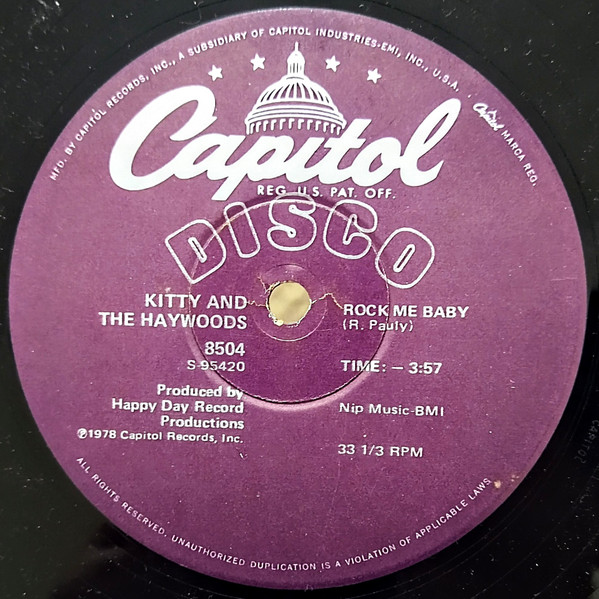 MFD. BY CAPITOL RECORDS, INC., A SUBSIDIARY OF CAPITOL INDUSTRIES-EMI, INC., U.S.A.
Capitol MARCA REG.
Capitol
REG. U.S. PAT. OFF.
DISCO
KITTY AND
THE HAYWOODS
8504
S-95420
Produced by
Happy Day Record
Productions
℗1978 Capitol Records, Inc.
ROCK ME BABY
(R. Pauly)
TIME: – 3:57
Nip Music-BMI
33 1/3 RPM
ALL RIGHTS RESERVED. UNAUTHORIZED DUPLICATION IS A VIOLATION OF APPLICABLE LAWS